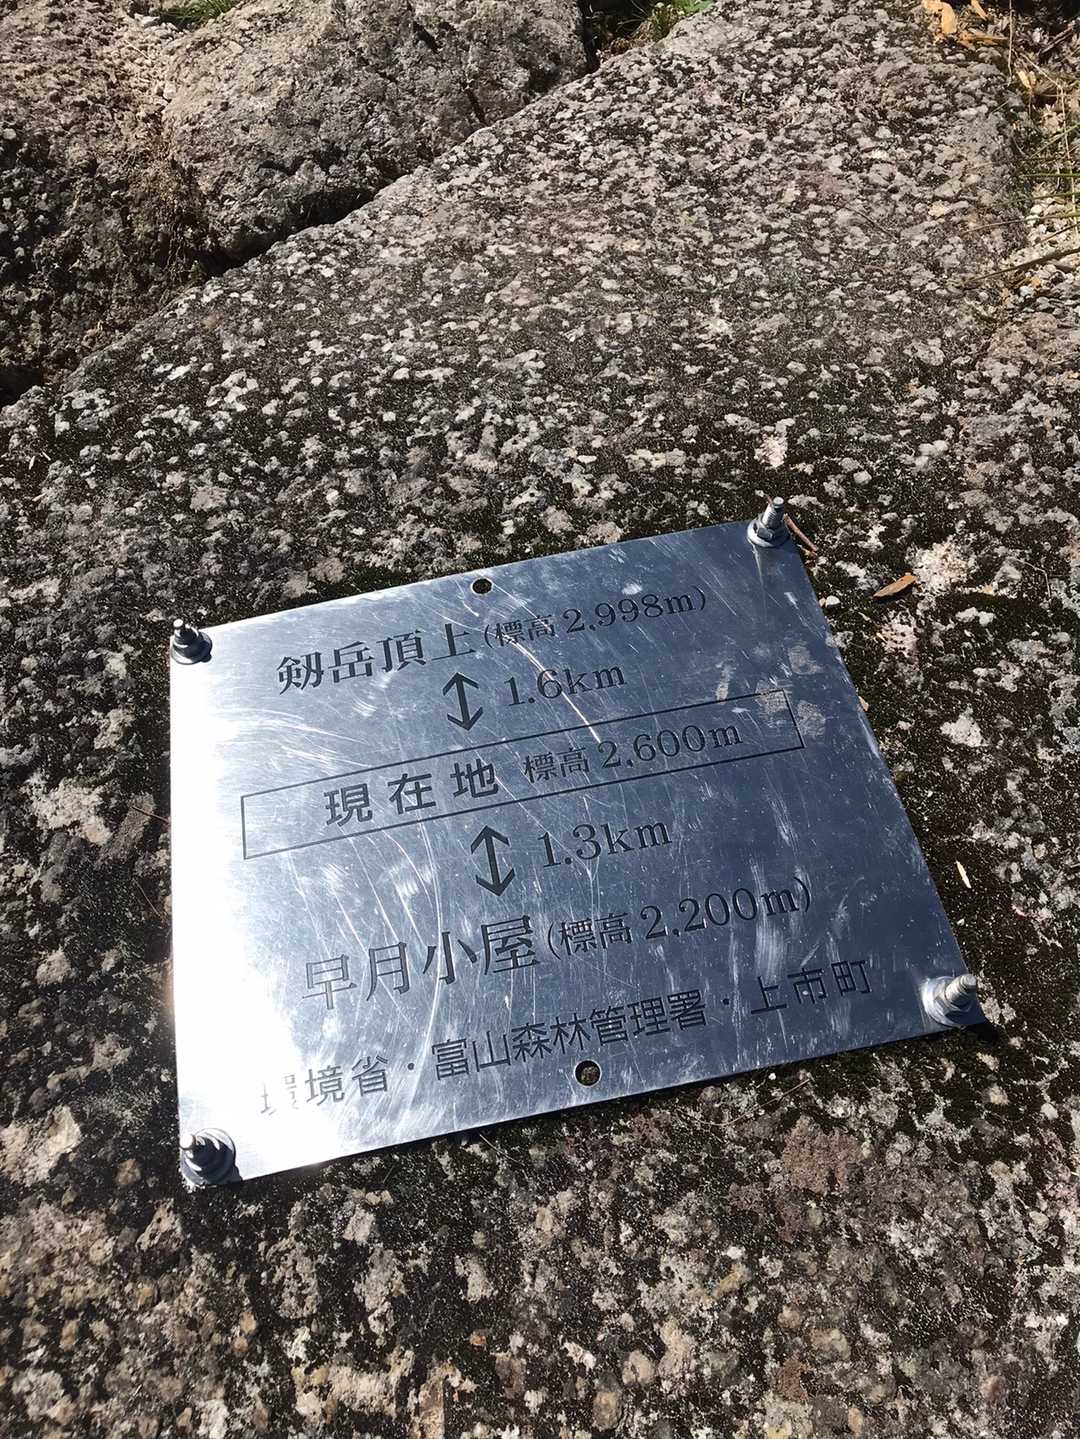 剱岳頂上(標高2,998m)
↕ 1.6km
現在地 標高2,600m
↕ 1.3km
早月小屋(標高2,200m)
環境省・富山森林管理署・上市町